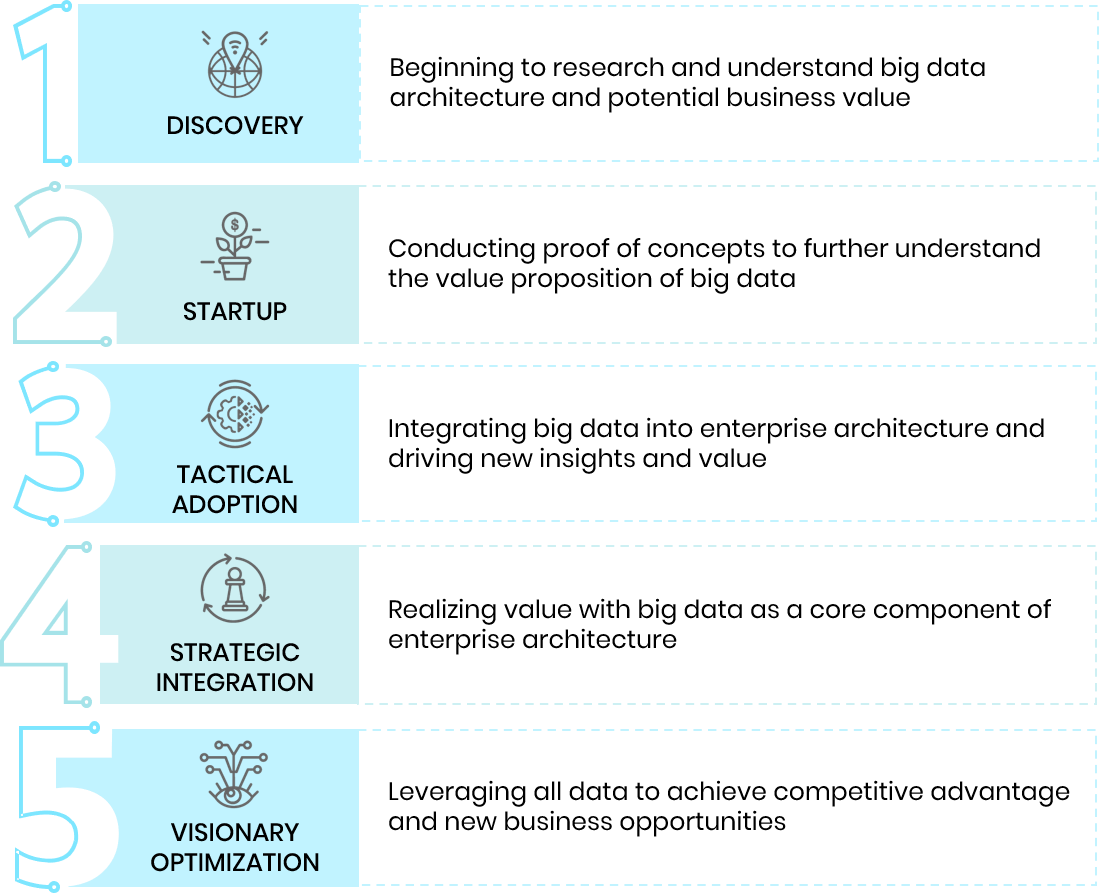 1
DISCOVERY
Beginning to research and understand big data
architecture and potential business value
2
$
STARTUP
Conducting proof of concepts to further understand
the value proposition of big data
3
TACTICAL
ADOPTION
Integrating big data into enterprise architecture and
driving new insights and value
4
STRATEGIC
INTEGRATION
Realizing value with big data as a core component of
enterprise architecture
5
VISIONARY
OPTIMIZATION
Leveraging all data to achieve competitive advantage
and new business opportunities